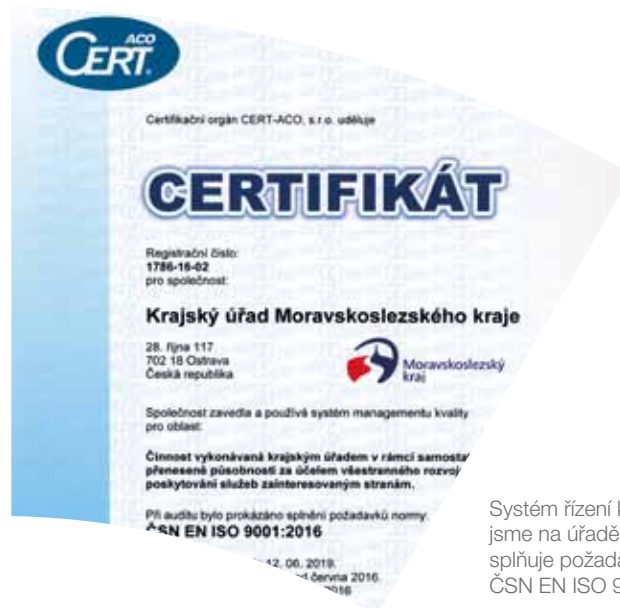 CERT ACO
Certifikační orgán CERT-ACO, s.r.o. uděluje
CERTIFIKÁT
Registrační číslo:
1786-16-02
pro společnost:
Krajský úřad Moravskoslezského kraje
28. října 117
702 18 Ostrava
Česká republika
Moravskoslezský
kraj
Společnost zavedla a používá systém managementu kvality
pro oblast:
Činnost vykonávaná krajským úřadem v rámci
přenesené působnosti za účelem všestranného
poskytování služeb zainteresovaným stranám.
Při auditu bylo prokázáno splnění požadavků normy:
ČSN EN ISO 9001:2016
12. 06. 2019.
června 2016
2016
Systém řízení
jsme na úřadě
splňuje
ČSN EN ISO 9